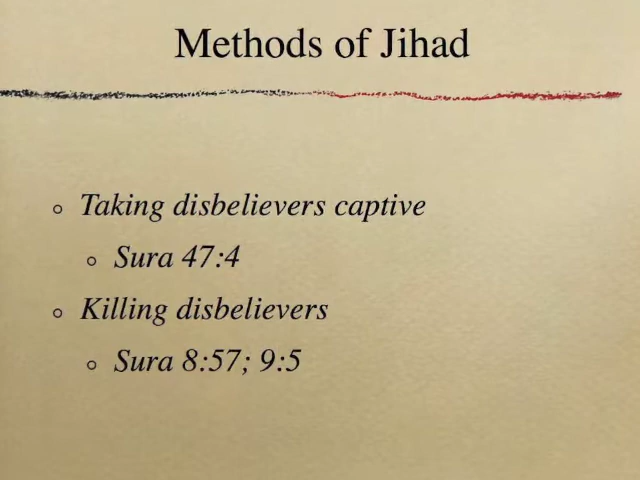 Methods of Jihad
Taking disbelievers captive
Sura 47:4
Killing disbelievers
Sura 8:57; 9:5